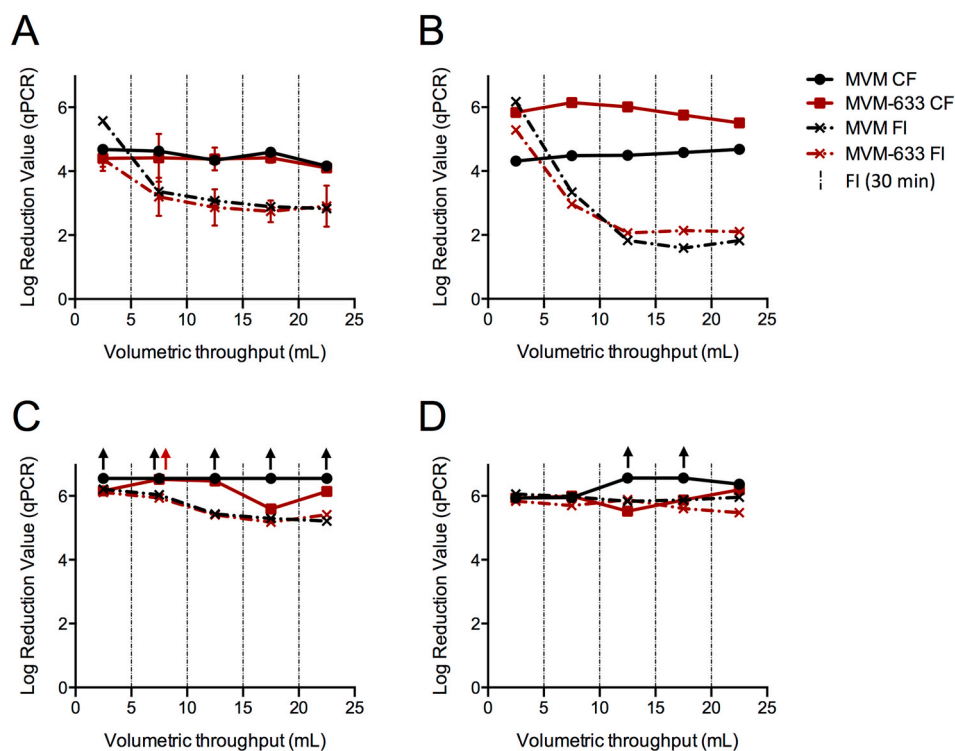 A
B
Log Reduction Value (qPCR)
6
4
2
0
0 5 10 15 20 25
Volumetric throughput (mL)
Log Reduction Value (qPCR)
6
4
2
0
0 5 10 15 20 25
Volumetric throughput (mL)
MVM CF
MVM-633 CF
MVM FI
MVM-633 FI
FI (30 min)
C
D
Log Reduction Value (qPCR)
6
4
2
0
0 5 10 15 20 25
Volumetric throughput (mL)
Log Reduction Value (qPCR)
6
4
2
0
0 5 10 15 20 25
Volumetric throughput (mL)